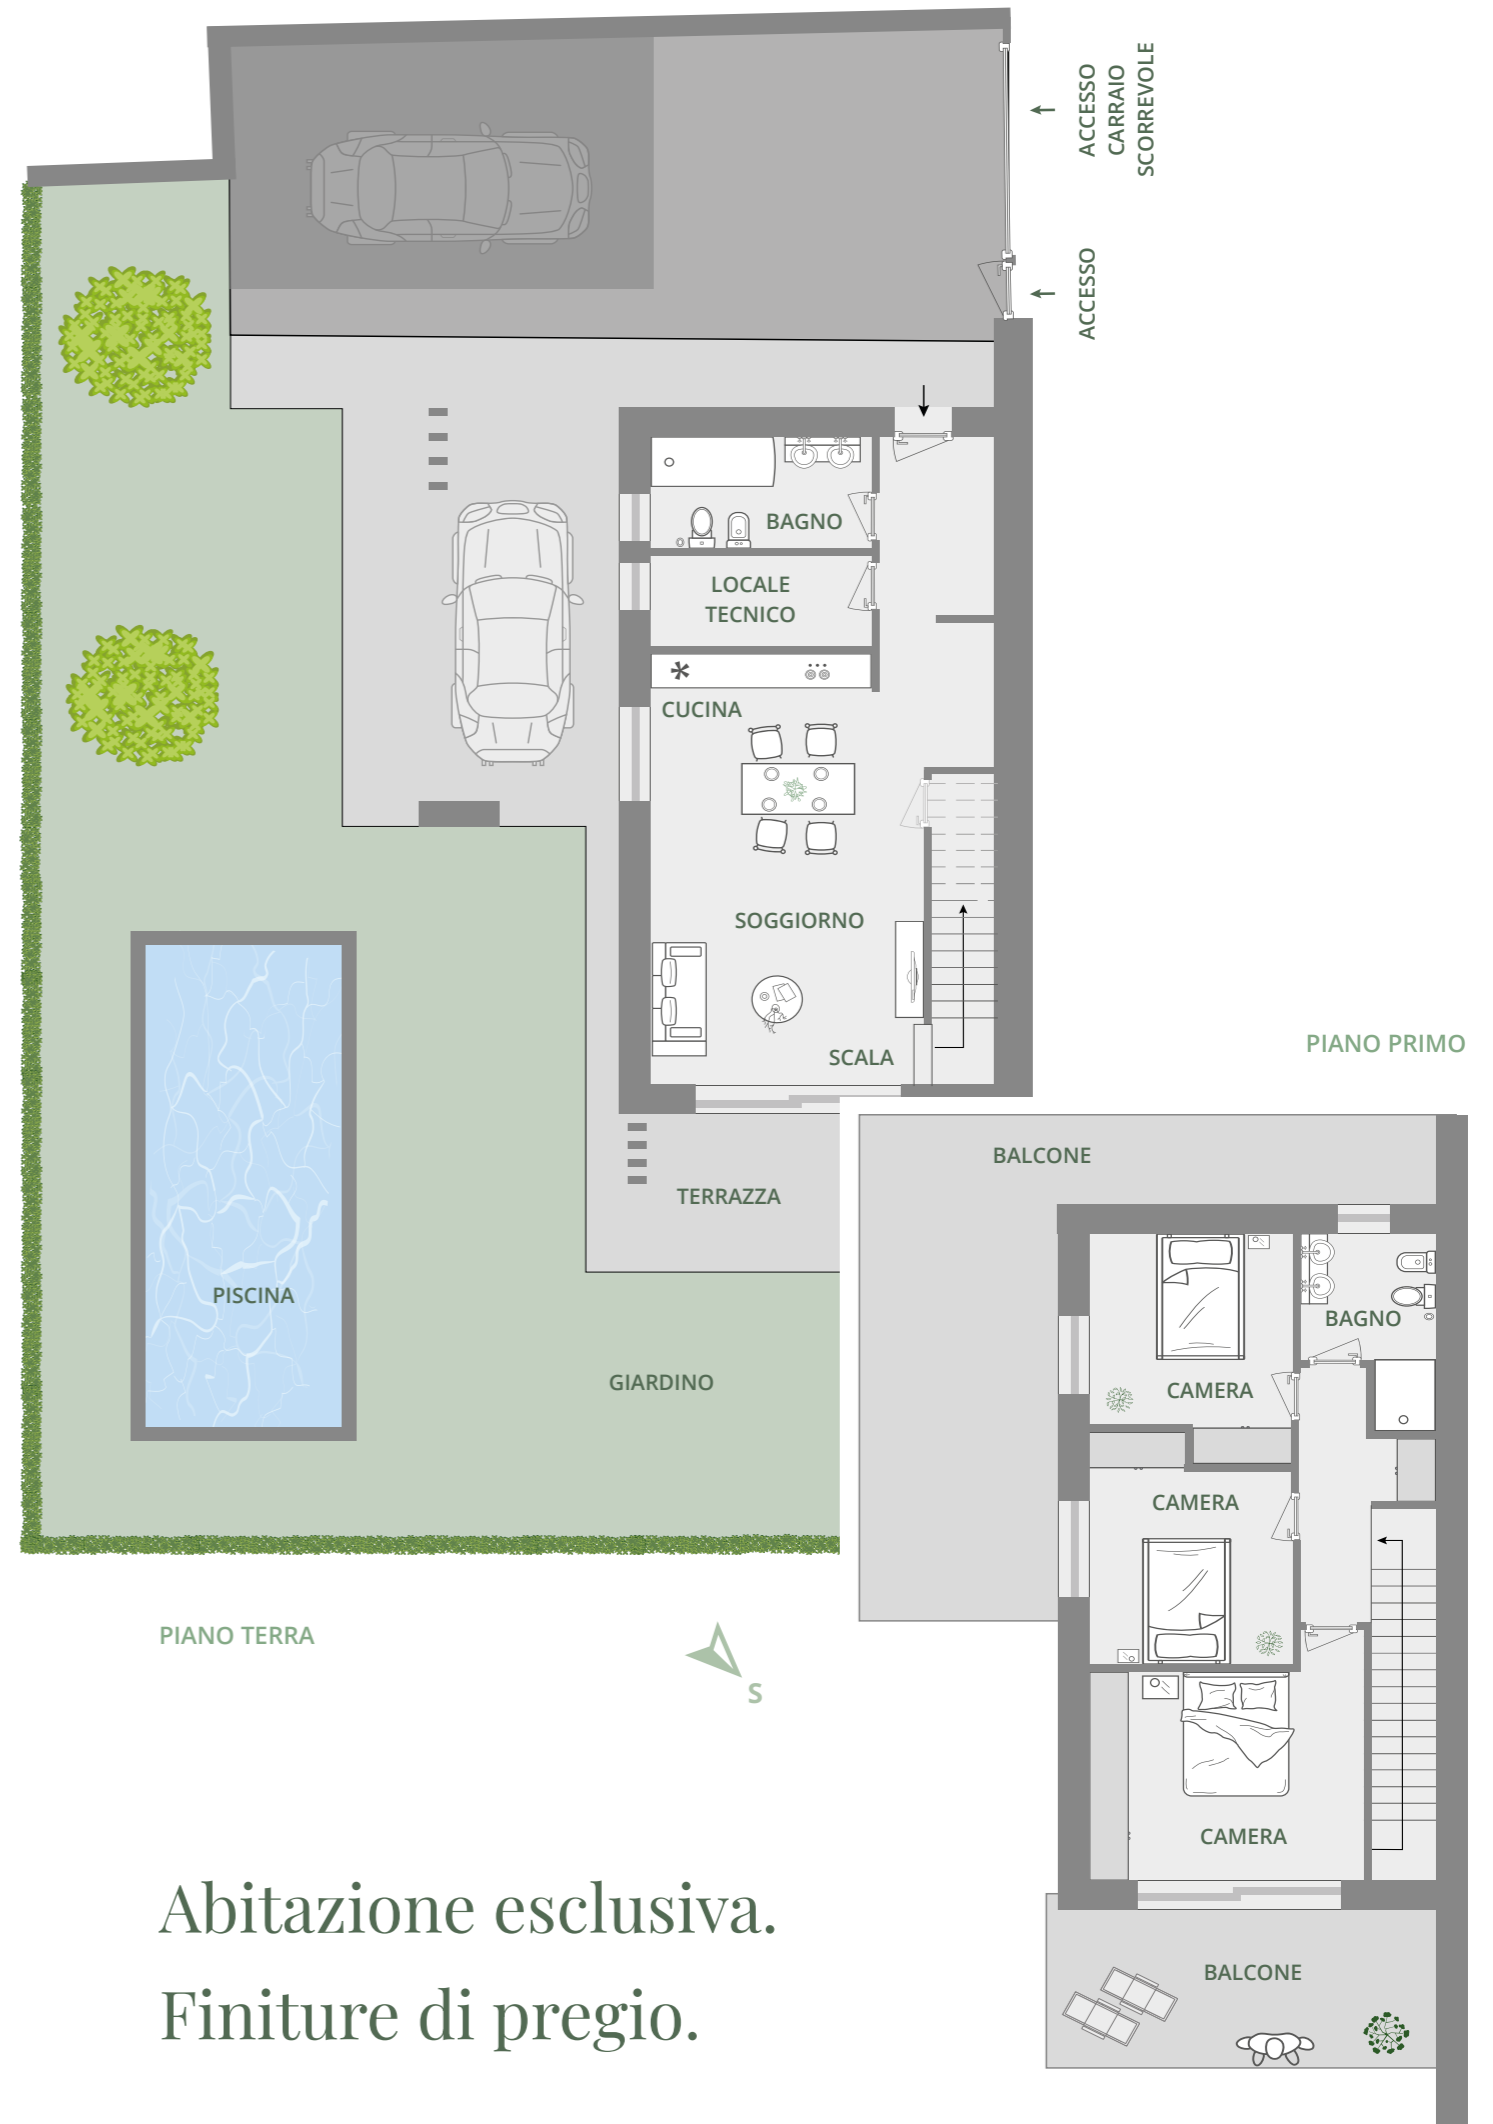 ACCESSO
CARRAIO
SCORREVOLE
ACCESSO
BAGNO
LOCALE
TECNICO
CUCINA
SOGGIORNO
SCALA
TERRAZZA
PISCINA
GIARDINO
PIANO TERRA
S
PIANO PRIMO
BALCONE
BAGNO
CAMERA
CAMERA
CAMERA
BALCONE
Abitazione esclusiva.
Finiture di pregio.